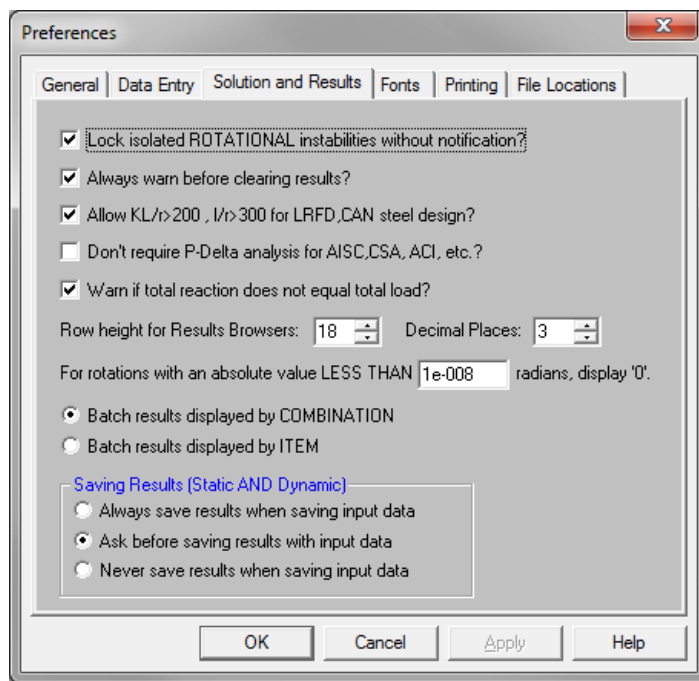 Preferences
General Data Entry Solution and Results Fonts Printing File Locations
Lock isolated ROTATIONAL instabilities without notification?
Always warn before clearing results?
Allow KL/r>200 , l/r>300 for LRFD,CAN steel design?
Don't require P-Delta analysis for AISC,CSA, ACI, etc.?
Warn if total reaction does not equal total load?
Row height for Results Browsers: 18 Decimal Places: 3
For rotations with an absolute value LESS THAN 1e-008 radians, display '0'.
Batch results displayed by COMBINATION
Batch results displayed by ITEM
Saving Results (Static AND Dynamic)
Always save results when saving input data
Ask before saving results with input data
Never save results when saving input data
OK Cancel Apply Help